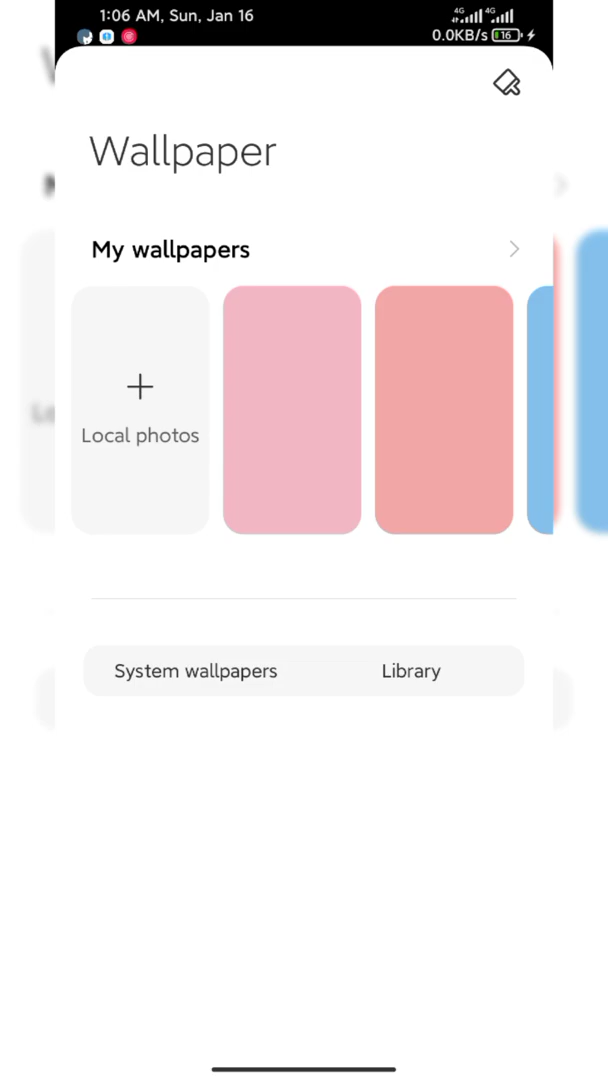 1:06 AM, Sun, Jan 16
4G 4G
0.0KB/s 16
Wallpaper
My wallpapers
Local photos
System wallpapers Library